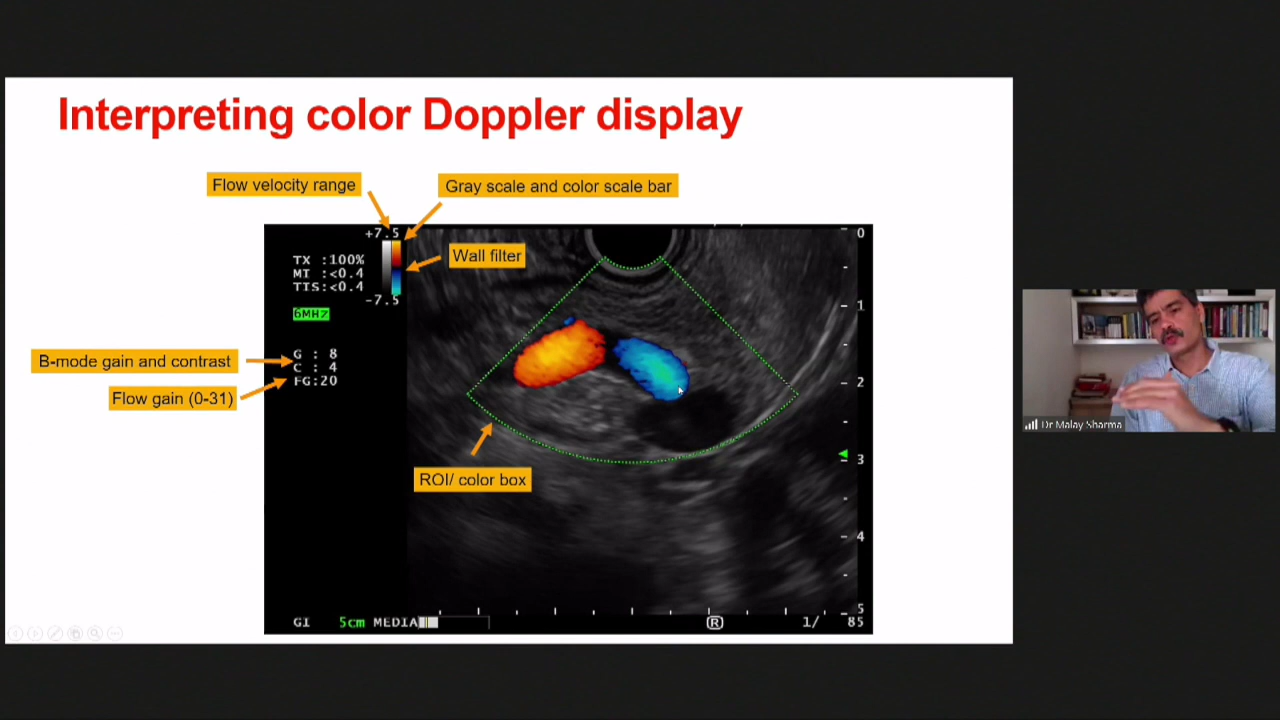 Interpreting color Doppler display
Flow velocity range
Gray scale and color scale bar
Wall filter
+7.5
-7.5
TX :100%
MI :<0.4
TIS:<0.4
6MHz
B-mode gain and contrast
G : 8
C : 4
FG:20
Flow gain (0-31)
ROI/ color box
0
1
2
3
4
5
GI 5cm MEDIA R 1/ 85
Dr Malay Sharma